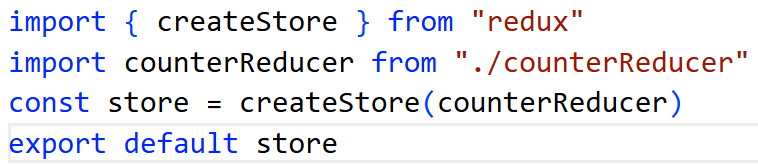 import { createStore } from "redux"
import counterReducer from "./counterReducer"
const store = createStore(counterReducer)
export default store